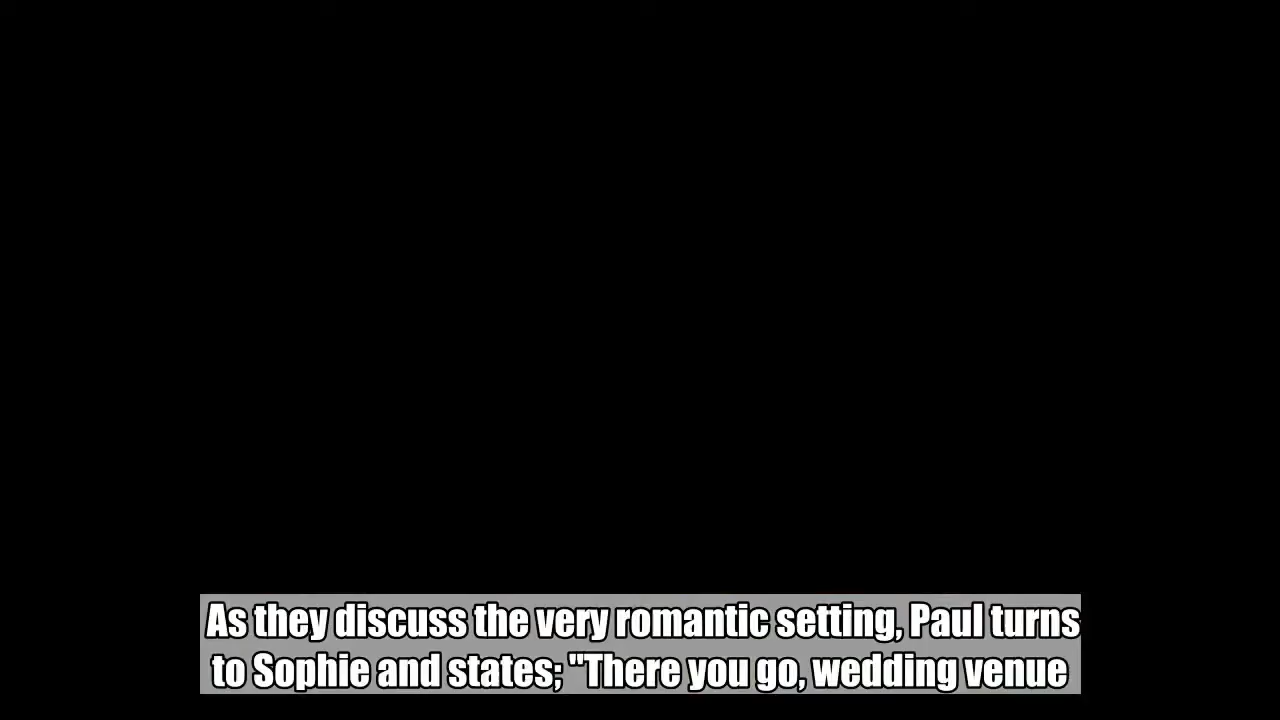 As they discuss the very romantic setting, Paul turns
to Sophie and states; "There you go, wedding venue